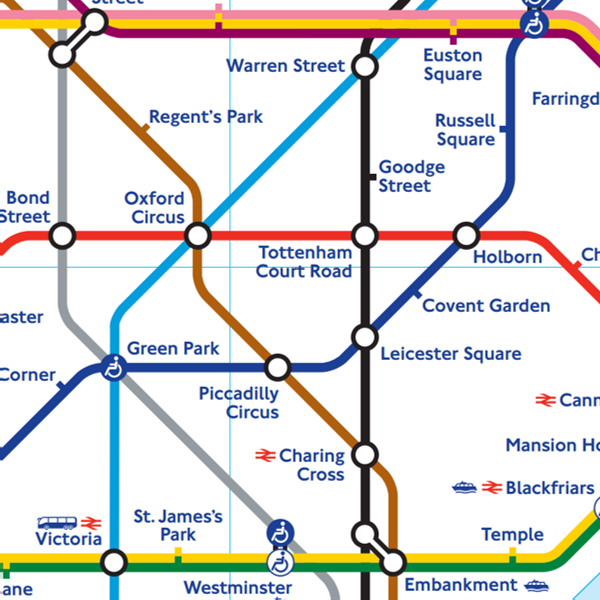 Street
Warren Street
Euston
Square
Farringd
Regent's Park
Russell
Square
Goodge
Street
Bond
Street
Oxford
Circus
Tottenham
Court Road
Holborn
Ch
aster
Covent Garden
Green Park
Leicester Square
Corner
Piccadilly
Circus
Cann
Charing
Cross
Mansion Ho
Blackfriars
St. James's
Park
Victoria
Temple
ane
Westminster
Embankment